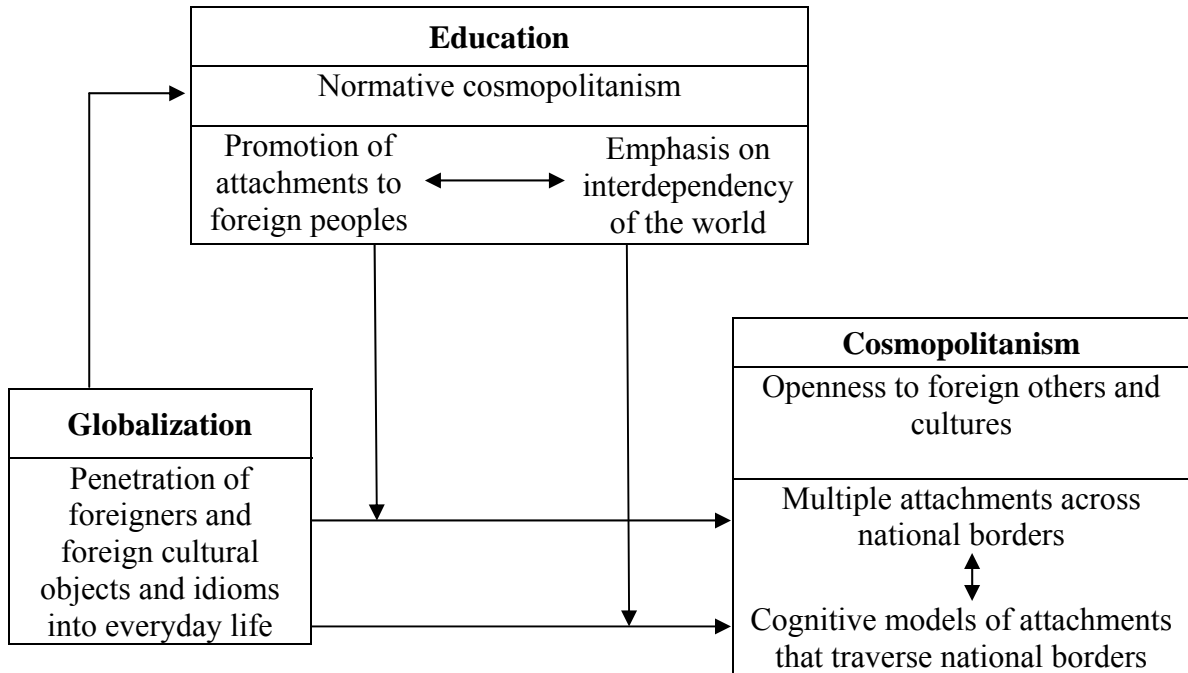 Education
Normative cosmopolitanism
Promotion of
attachments to
foreign peoples
Emphasis on
interdependency
of the world
Globalization
Penetration of
foreigners and
foreign cultural
objects and idioms
into everyday life
Cosmopolitanism
Openness to foreign others and
cultures
Multiple attachments across
national borders
Cognitive models of attachments
that traverse national borders